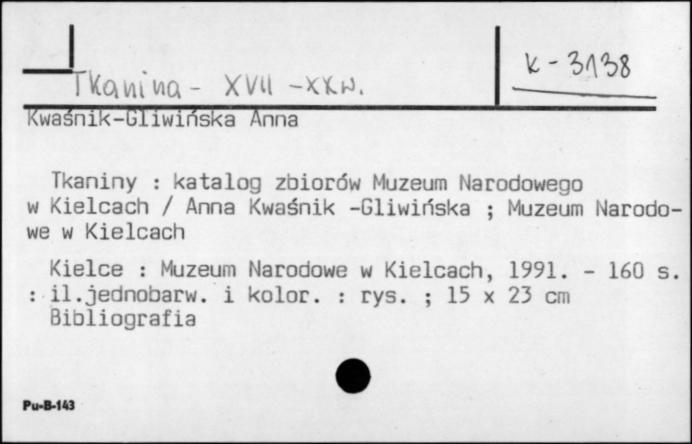 Tkanina - XVII - XX w.
K - 3138
Kwaśnik-Gliwińska Anna
Tkaniny : katalog zbiorów Muzeum Narodowego
w Kielcach / Anna Kwaśnik -Gliwińska ; Muzeum Narodo-
we w Kielcach
Kielce : Muzeum Narodowe w Kielcach, 1991. - 160 s.
: il.jednobarw. i kolor. : rys. ; 15 x 23 cm
Bibliografia
Pu-B-143